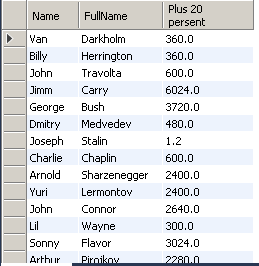 Name FullName Plus 20 persent
Van Darkholm 360.0
Billy Herrington 360.0
John Travolta 600.0
Jimm Carry 6024.0
George Bush 3720.0
Dmitry Medvedev 480.0
Joseph Stalin 1.2
Charlie Chaplin 600.0
Arnold Sharzenegger 2400.0
Yuri Lermontov 2400.0
John Connor 2640.0
Lil Wayne 300.0
Sonny Flavor 3024.0
Arthur Pirojkov 2280.0